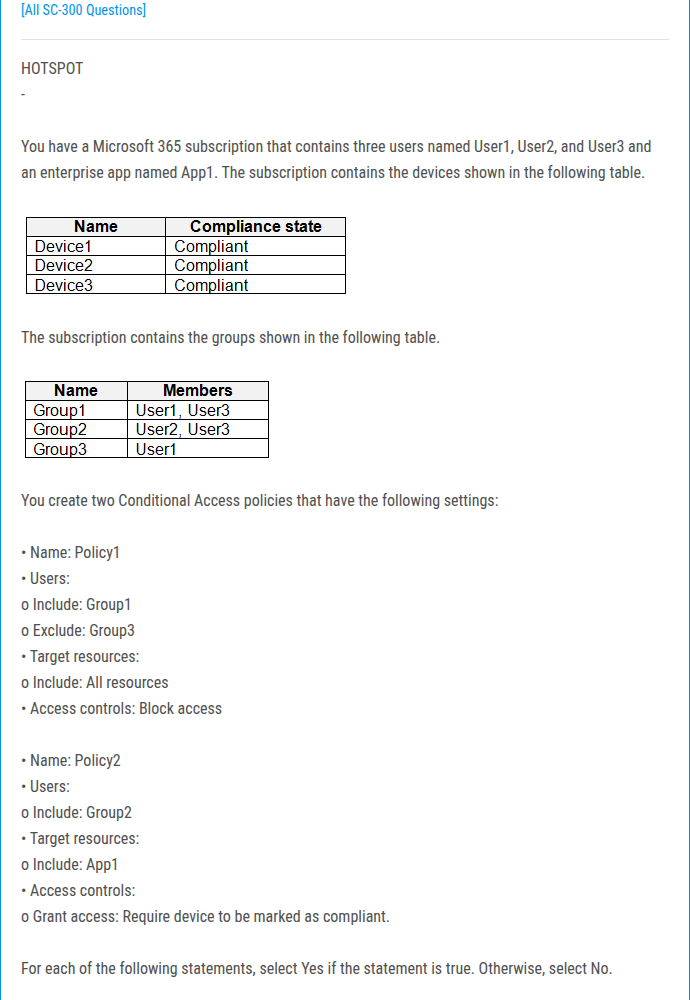 [All SC-300 Questions]
HOTSPOT
-
You have a Microsoft 365 subscription that contains three users named User1, User2, and User3 and
an enterprise app named App1. The subscription contains the devices shown in the following table.
Name Compliance state
Device1 Compliant
Device2 Compliant
Device3 Compliant
The subscription contains the groups shown in the following table.
Name Members
Group1 User1, User3
Group2 User2, User3
Group3 User1
You create two Conditional Access policies that have the following settings:
• Name: Policy1
• Users:
o Include: Group1
o Exclude: Group3
• Target resources:
o Include: All resources
• Access controls: Block access
• Name: Policy2
• Users:
o Include: Group2
• Target resources:
o Include: App1
• Access controls:
o Grant access: Require device to be marked as compliant.
For each of the following statements, select Yes if the statement is true. Otherwise, select No.